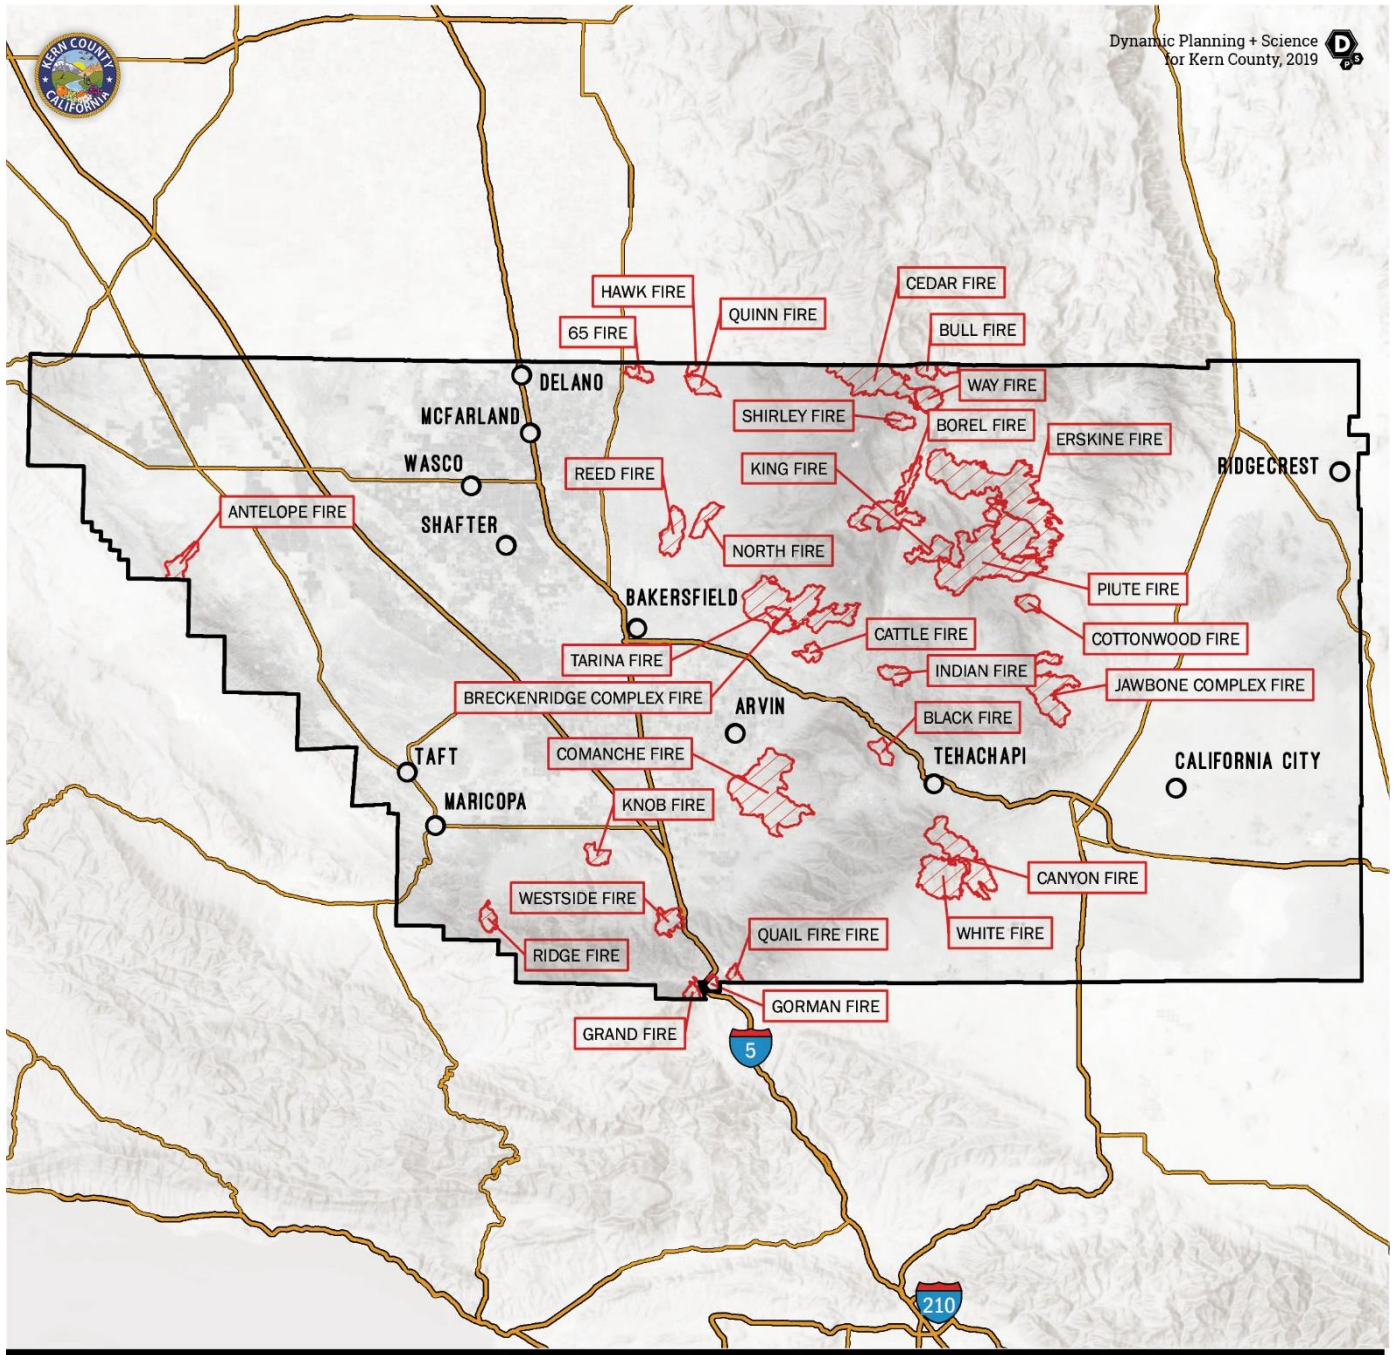 KERN COUNTY
CALIFORNIA
Dynamic Planning + Science
for Kern County, 2019
D
P
S
CEDAR FIRE
HAWK FIRE
QUINN FIRE
65 FIRE
BULL FIRE
DELANO
WAY FIRE
MCFARLAND
SHIRLEY FIRE
BOREL FIRE
ERSKINE FIRE
WASCO
REED FIRE
KING FIRE
RIDGECREST
ANTELOPE FIRE
SHAFTER
NORTH FIRE
PIUTE FIRE
BAKERSFIELD
CATTLE FIRE
COTTONWOOD FIRE
TARINA FIRE
INDIAN FIRE
JAWBONE COMPLEX FIRE
BRECKENRIDGE COMPLEX FIRE
ARVIN
BLACK FIRE
COMANCHE FIRE
TAFT
TEHACHAPI
CALIFORNIA CITY
MARICOPA
KNOB FIRE
CANYON FIRE
WESTSIDE FIRE
QUAIL FIRE FIRE
WHITE FIRE
RIDGE FIRE
GORMAN FIRE
GRAND FIRE
5
210